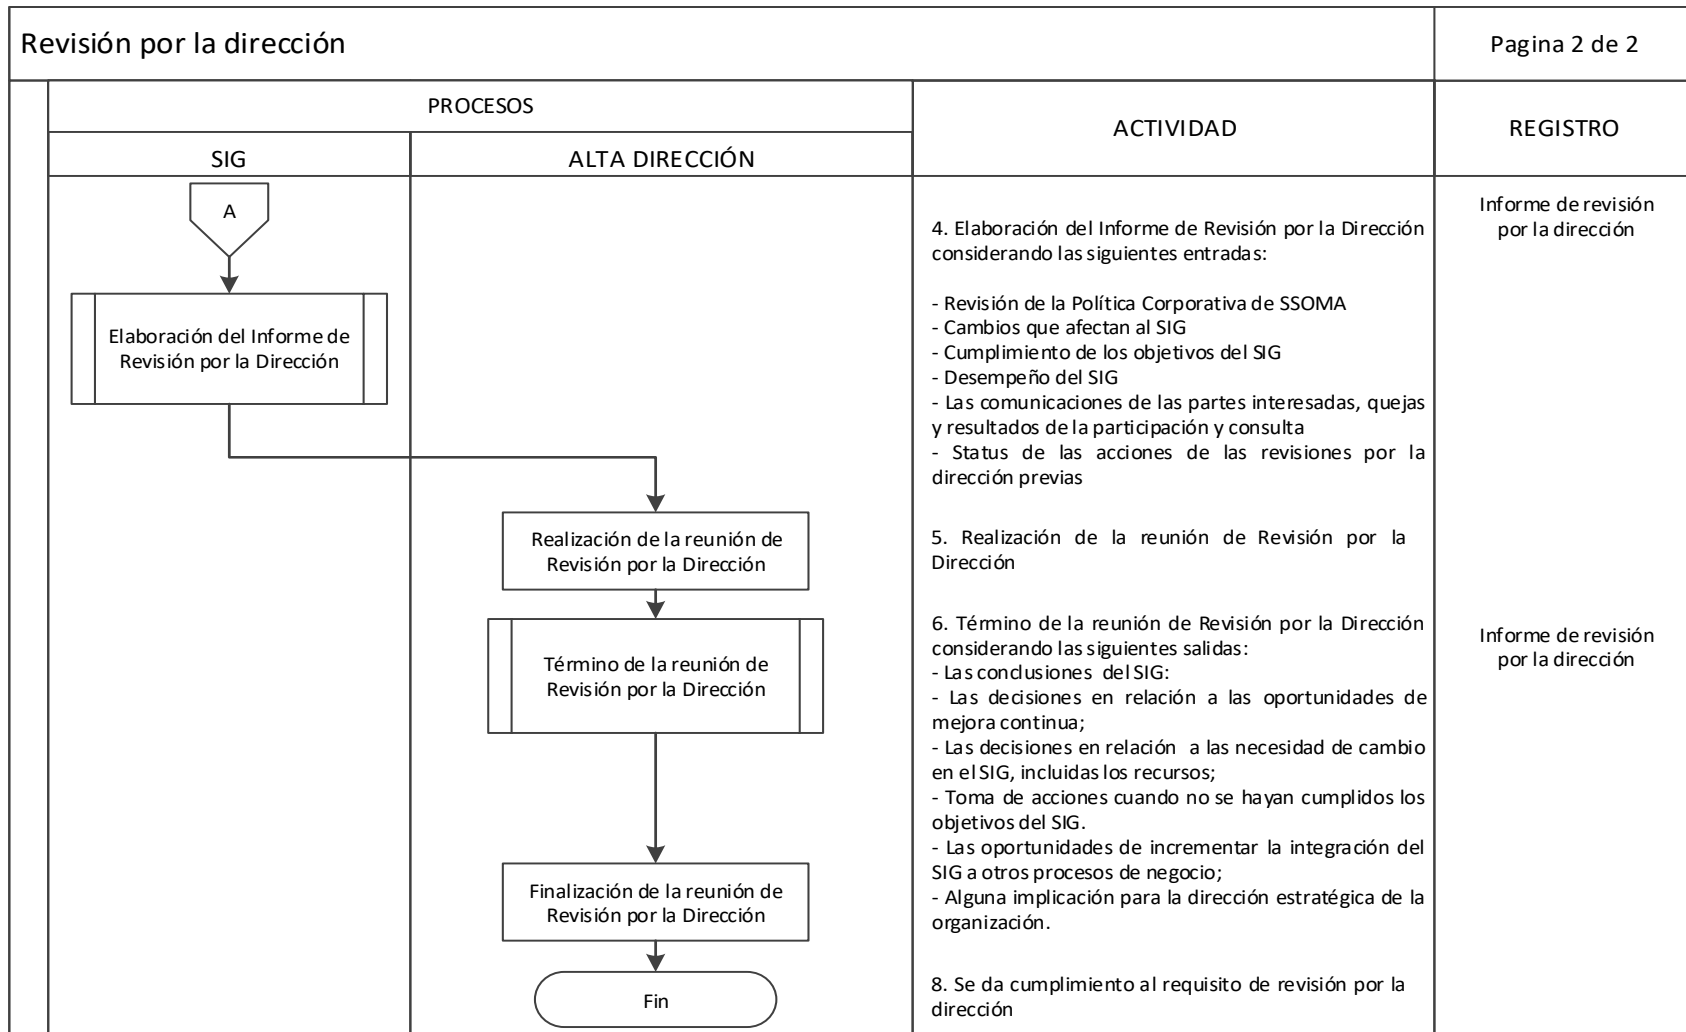 Revisión por la dirección
Pagina 2 de 2
PROCESOS
ACTIVIDAD
REGISTRO
SIG
ALTA DIRECCIÓN
A
Elaboración del Informe de
Revisión por la Dirección
Realización de la reunión de
Revisión por la Dirección
Término de la reunión de
Revisión por la Dirección
Finalización de la reunión de
Revisión por la Dirección
Fin
4. Elaboración del Informe de Revisión por la Dirección
considerando las siguientes entradas:
- Revisión de la Política Corporativa de SSOMA
- Cambios que afectan al SIG
- Cumplimiento de los objetivos del SIG
- Desempeño del SIG
- Las comunicaciones de las partes interesadas, quejas
y resultados de la participación y consulta
- Status de las acciones de las revisiones por la
dirección previas
5. Realización de la reunión de Revisión por la
Dirección
6. Término de la reunión de Revisión por la Dirección
considerando las siguientes salidas:
- Las conclusiones del SIG:
- Las decisiones en relación a las oportunidades de
mejora continua;
- Las decisiones en relación a las necesidad de cambio
en el SIG, incluidas los recursos;
- Toma de acciones cuando no se hayan cumplidos los
objetivos del SIG.
- Las oportunidades de incrementar la integración del
SIG a otros procesos de negocio;
- Alguna implicación para la dirección estratégica de la
organización.
8. Se da cumplimiento al requisito de revisión por la
dirección
Informe de revisión
por la dirección
Informe de revisión
por la dirección